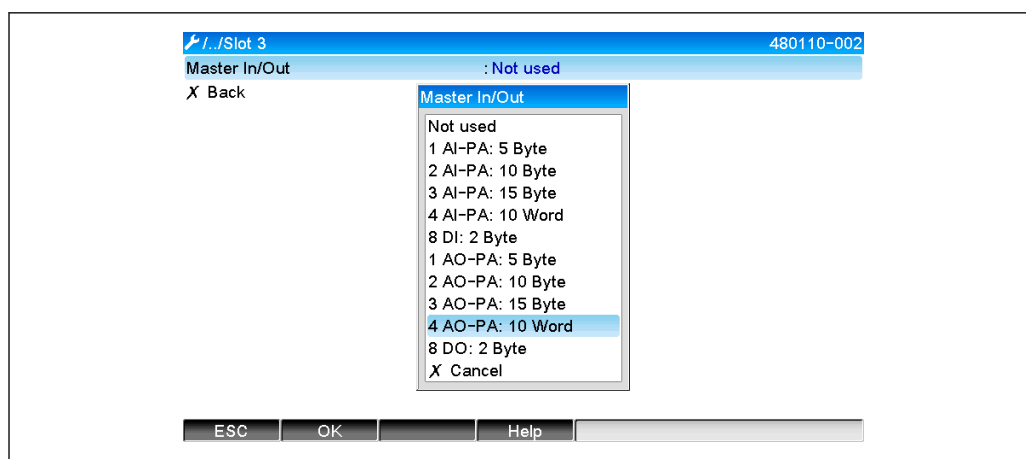 /../Slot 3 480110-002
Master In/Out : Not used
X Back
Master In/Out
Not used
1 AI-PA: 5 Byte
2 AI-PA: 10 Byte
3 AI-PA: 15 Byte
4 AI-PA: 10 Word
8 DI: 2 Byte
1 AO-PA: 5 Byte
2 AO-PA: 10 Byte
3 AO-PA: 15 Byte
4 AO-PA: 10 Word
8 DO: 2 Byte
X Cancel
ESC OK Help